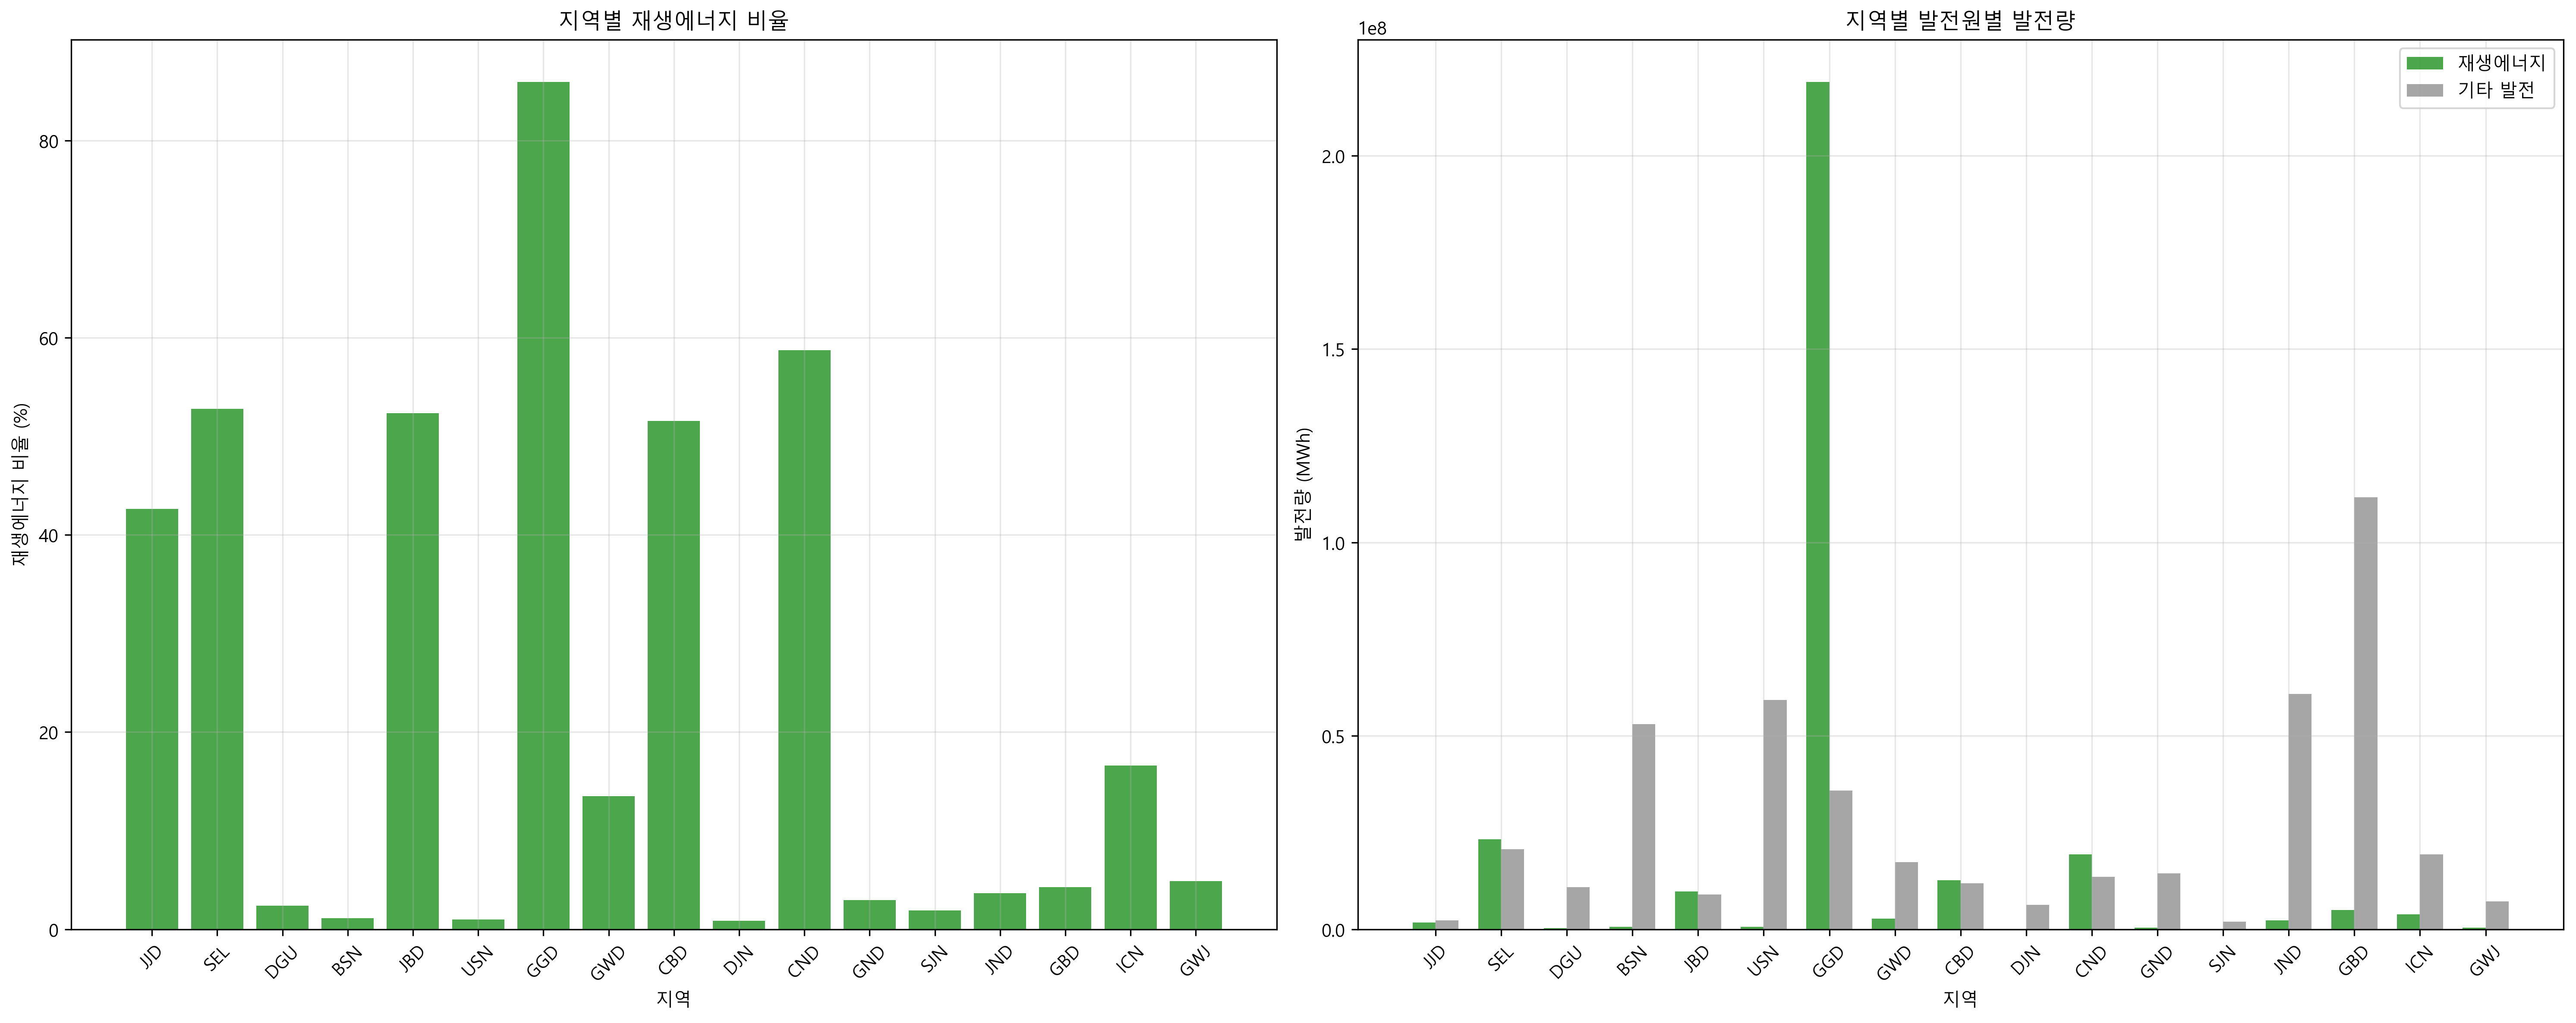 지역별 재생에너지 비율
재생에너지 비율 (%)
80
60
40
20
0
JJD SEL DGU BSN JBD USN GGD GWD CBD DJN CND GND SJN JND GBD ICN GWJ
지역
지역별 발전원별 발전량
1e8
재생에너지
기타 발전
발전량 (MWh)
2.0
1.5
1.0
0.5
0.0
JJD SEL DGU BSN JBD USN GGD GWD CBD DJN CND GND SJN JND GBD ICN GWJ
지역